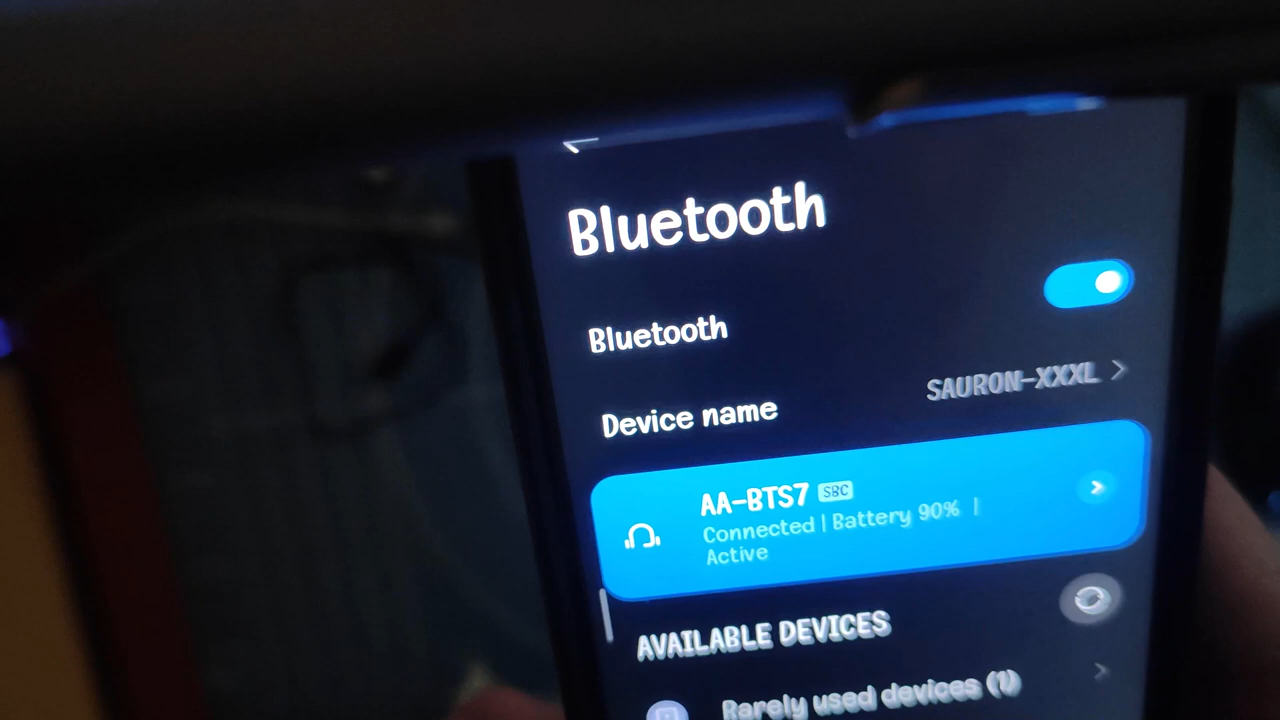 Bluetooth
Bluetooth
Device name SAURON-XXXL
AA-BTS7 SBC
Connected | Battery 90% |
Active
AVAILABLE DEVICES
Rarely used devices (1)